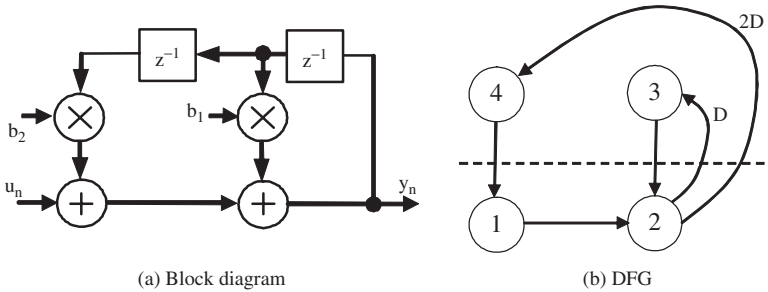 z⁻¹
z⁻¹
b₂
b₁
uₙ
yₙ
(a) Block diagram
2D
4
3
D
1
2
(b) DFG